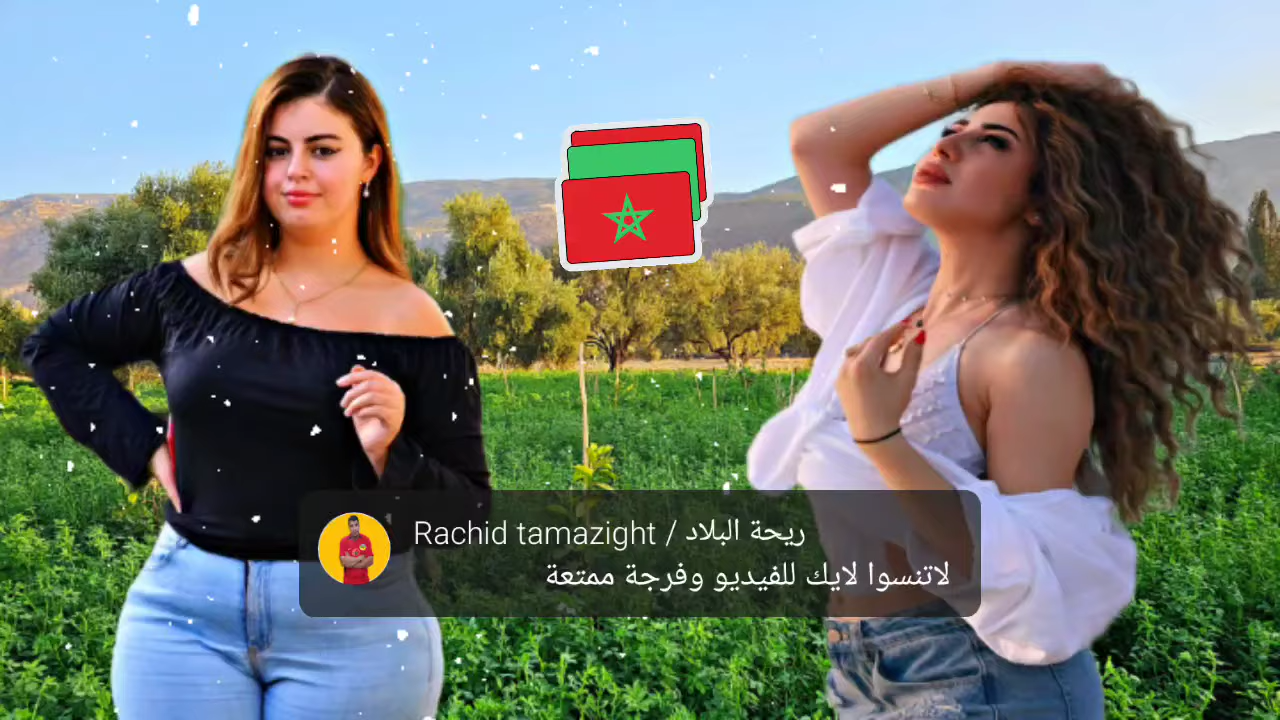 Rachid tamazight / ريحة البلاد
لاتنسوا لايك للفيديو وفرجة ممتعة